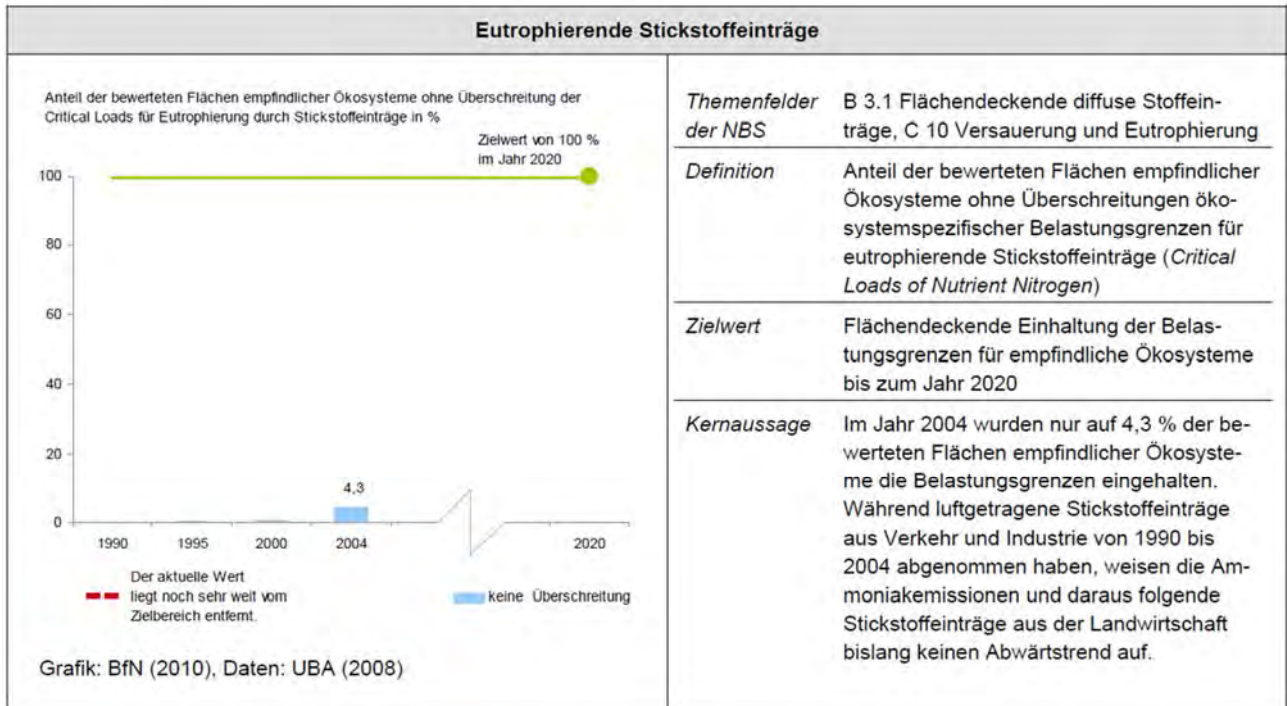 Eutrophierende Stickstoffeinträge
Anteil der bewerteten Flächen empfindlicher Ökosysteme ohne Überschreitung der
Critical Loads für Eutrophierung durch Stickstoffeinträge in %
Zielwert von 100 %
im Jahr 2020
100
80
60
40
20
0
4,3
1990
1995
2000
2004
2020
Der aktuelle Wert
liegt noch sehr weit vom
Zielbereich entfernt.
keine Überschreitung
Grafik: BfN (2010), Daten: UBA (2008)
Themenfelder
der NBS
B 3.1 Flächendeckende diffuse Stoffein-
träge, C 10 Versauerung und Eutrophierung
Definition
Anteil der bewerteten Flächen empfindlicher
Ökosysteme ohne Überschreitungen öko-
systemspezifischer Belastungsgrenzen für
eutrophierende Stickstoffeinträge (Critical
Loads of Nutrient Nitrogen)
Zielwert
Flächendeckende Einhaltung der Belas-
tungsgrenzen für empfindliche Ökosysteme
bis zum Jahr 2020
Kernaussage
Im Jahr 2004 wurden nur auf 4,3 % der be-
werteten Flächen empfindlicher Ökosyste-
me die Belastungsgrenzen eingehalten.
Während luftgetragene Stickstoffeinträge
aus Verkehr und Industrie von 1990 bis
2004 abgenommen haben, weisen die Am-
moniakemissionen und daraus folgende
Stickstoffeinträge aus der Landwirtschaft
bislang keinen Abwärtstrend auf.